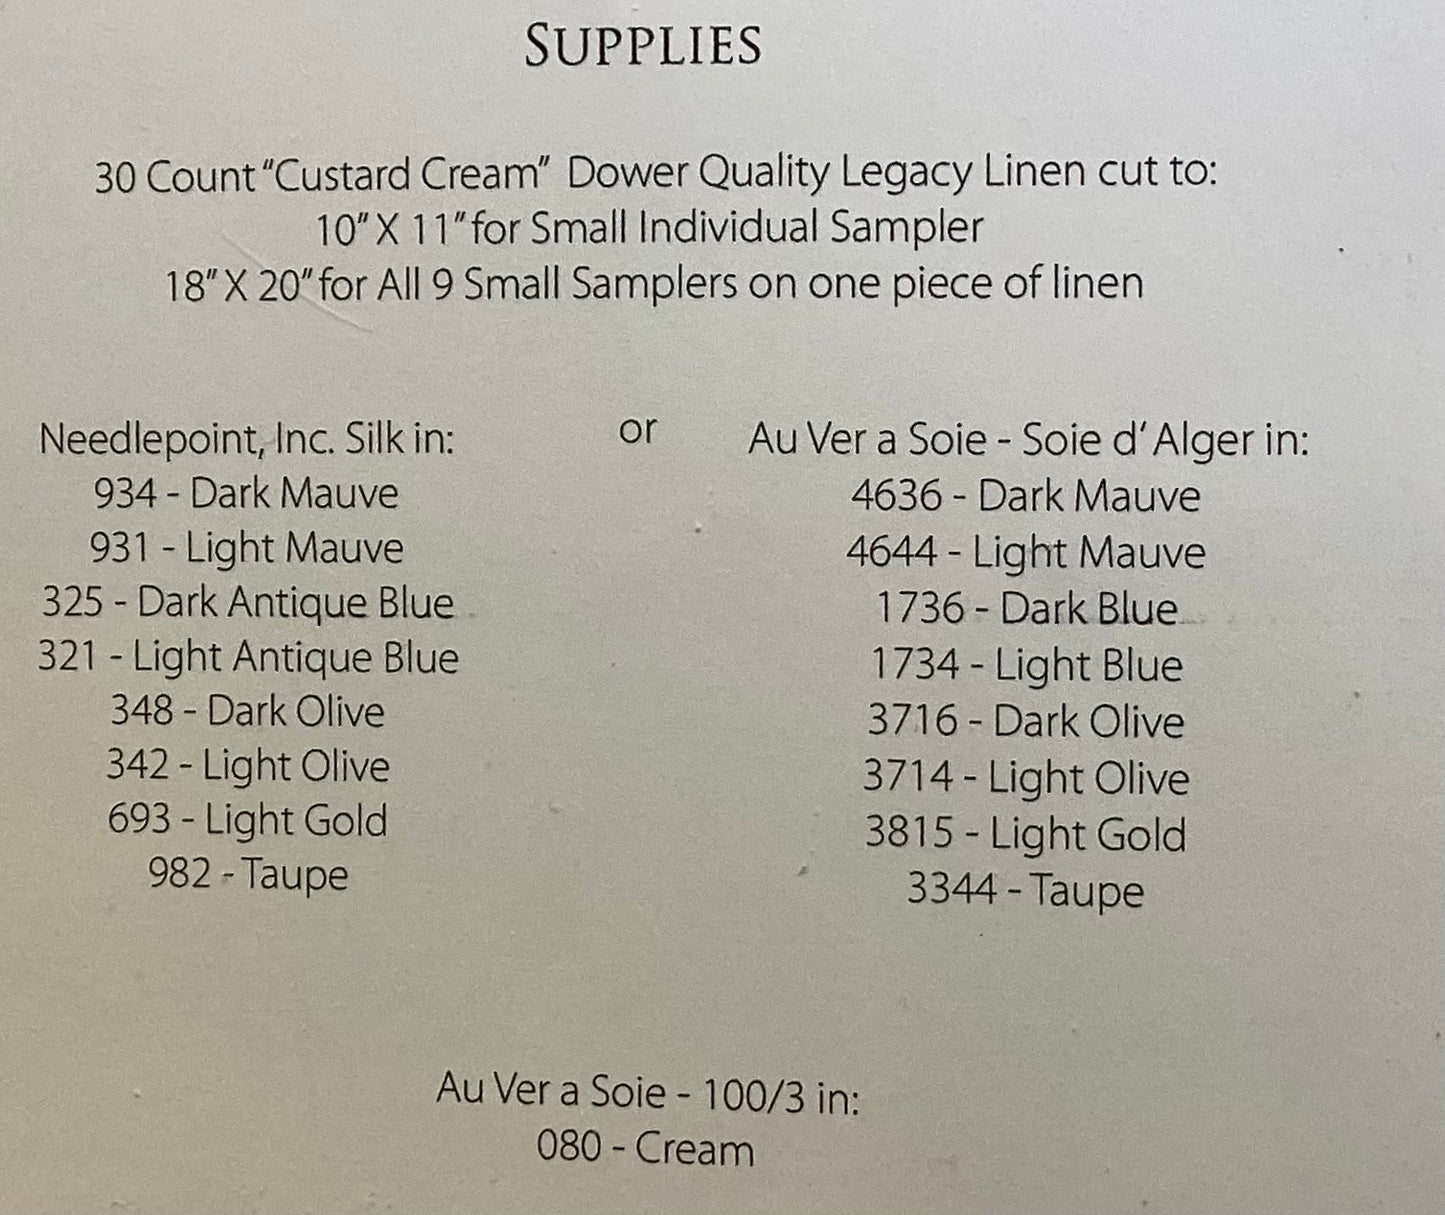 SUPPLIES
30 Count "Custard Cream" Dower Quality Legacy Linen cut to:
10" X 11" for Small Individual Sampler
18" X 20" for All 9 Small Samplers on one piece of linen
Needlepoint, Inc. Silk in:
934 - Dark Mauve
931 - Light Mauve
325 - Dark Antique Blue
321 - Light Antique Blue
348 - Dark Olive
342 - Light Olive
693 - Light Gold
982 - Taupe
or
Au Ver a Soie - Soie d' Alger in:
4636 - Dark Mauve
4644 - Light Mauve
1736 - Dark Blue
1734 - Light Blue
3716 - Dark Olive
3714 - Light Olive
3815 - Light Gold
3344 - Taupe
Au Ver a Soie - 100/3 in:
080 - Cream